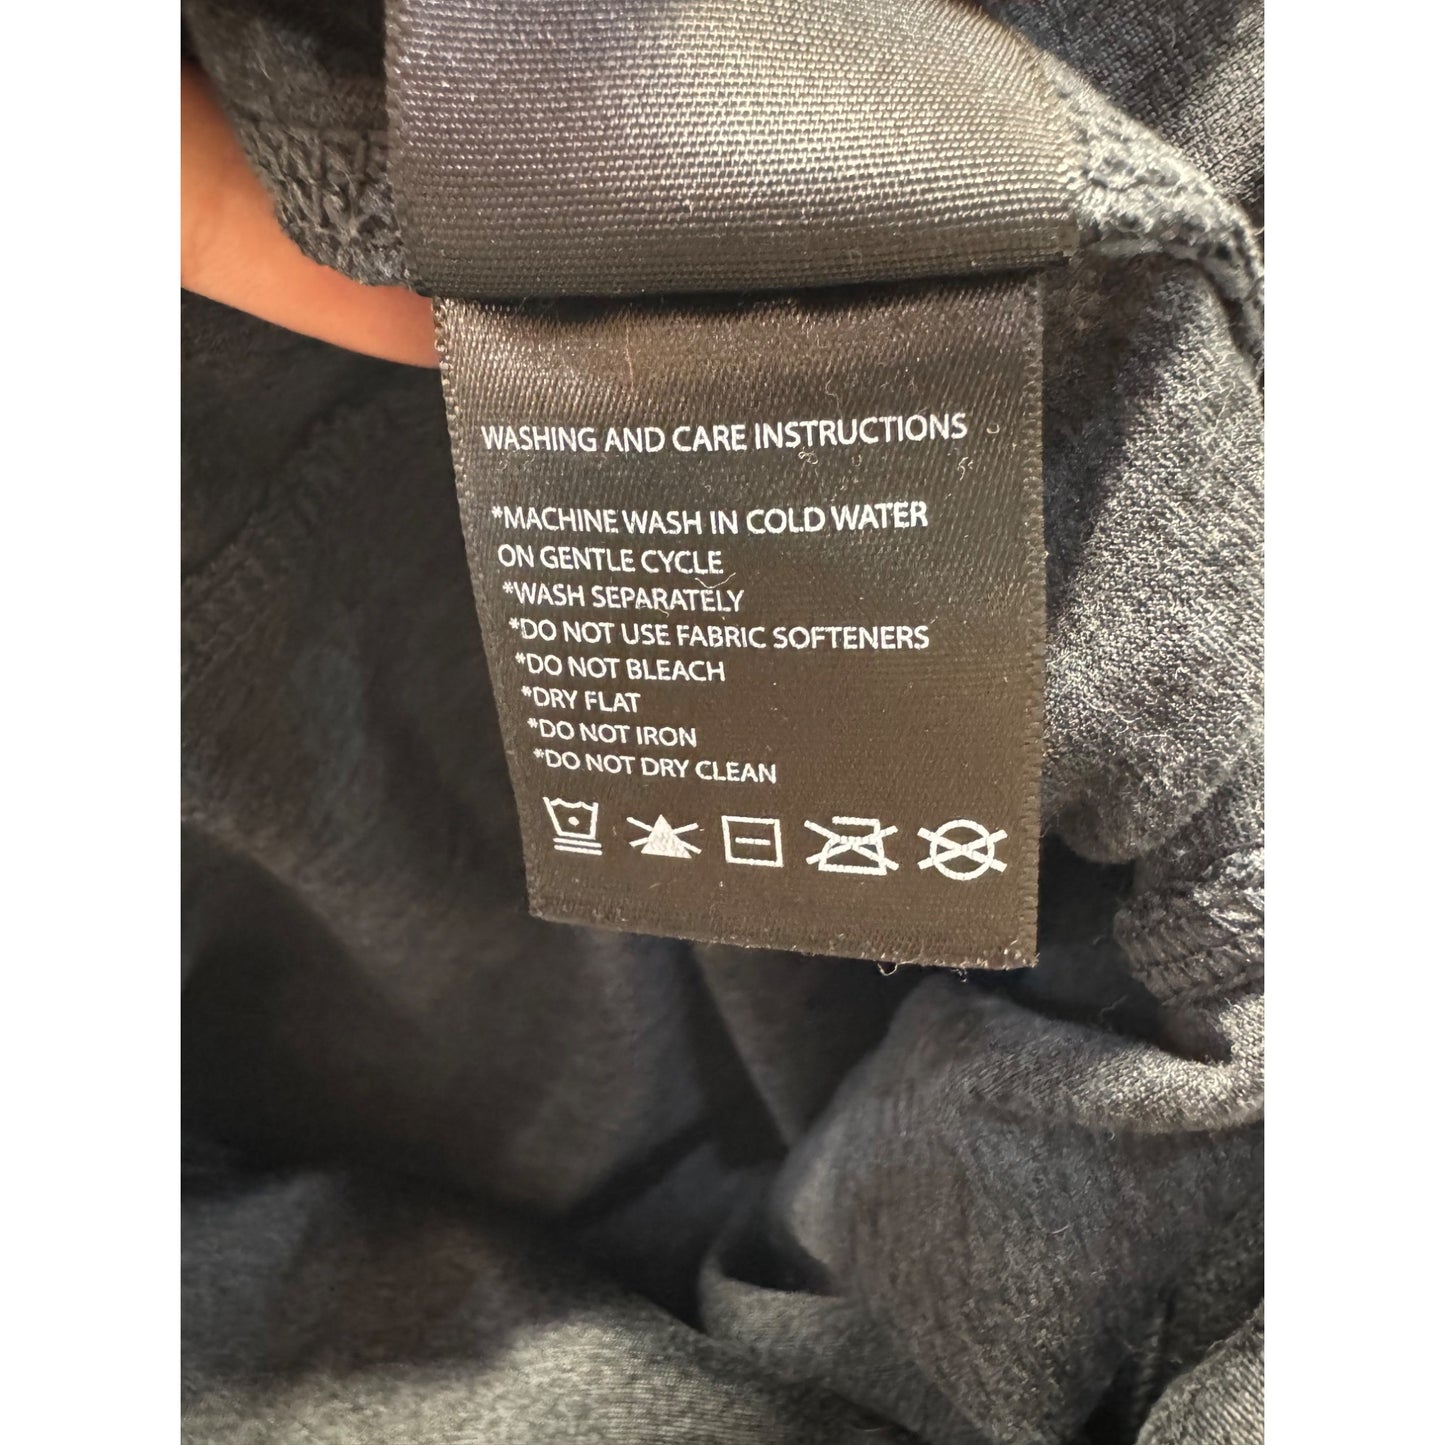 WASHING AND CARE INSTRUCTIONS
*MACHINE WASH IN COLD WATER
ON GENTLE CYCLE
*WASH SEPARATELY
*DO NOT USE FABRIC SOFTENERS
*DO NOT BLEACH
*DRY FLAT
*DO NOT IRON
*DO NOT DRY CLEAN